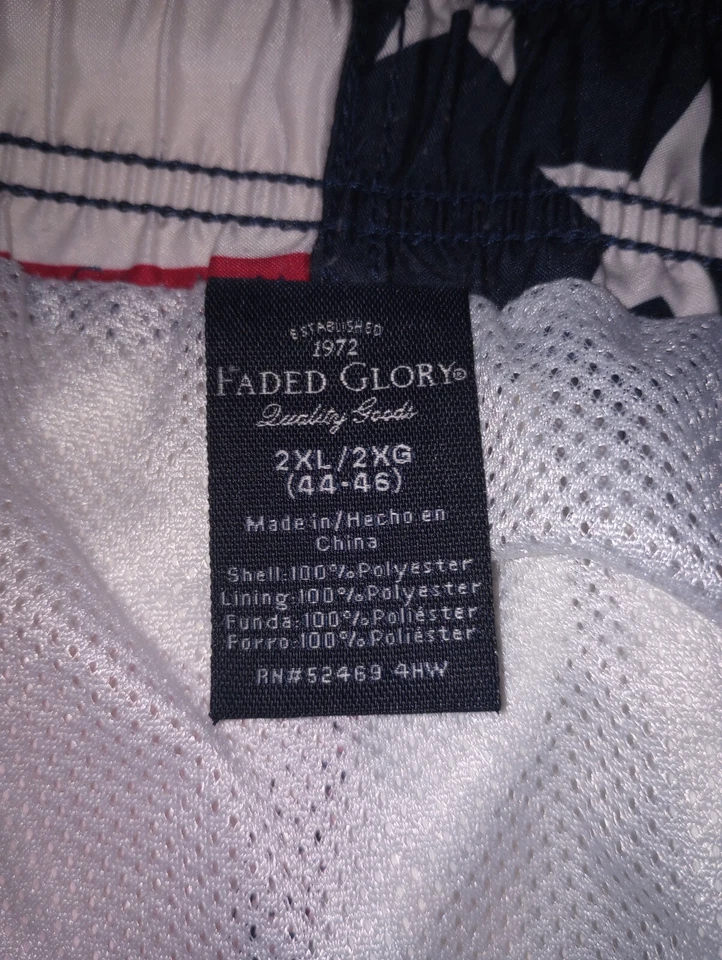 ESTABLISHED
1972
FADED GLORY®
Quality Goods
2XL/2XG
(44-46)
Made in/Hecho en
China
Shell:100%Polyester
Lining:100%Polyester
Funda:100%Poliéster
Forro:100%Poliéster
RN#52469 4HW